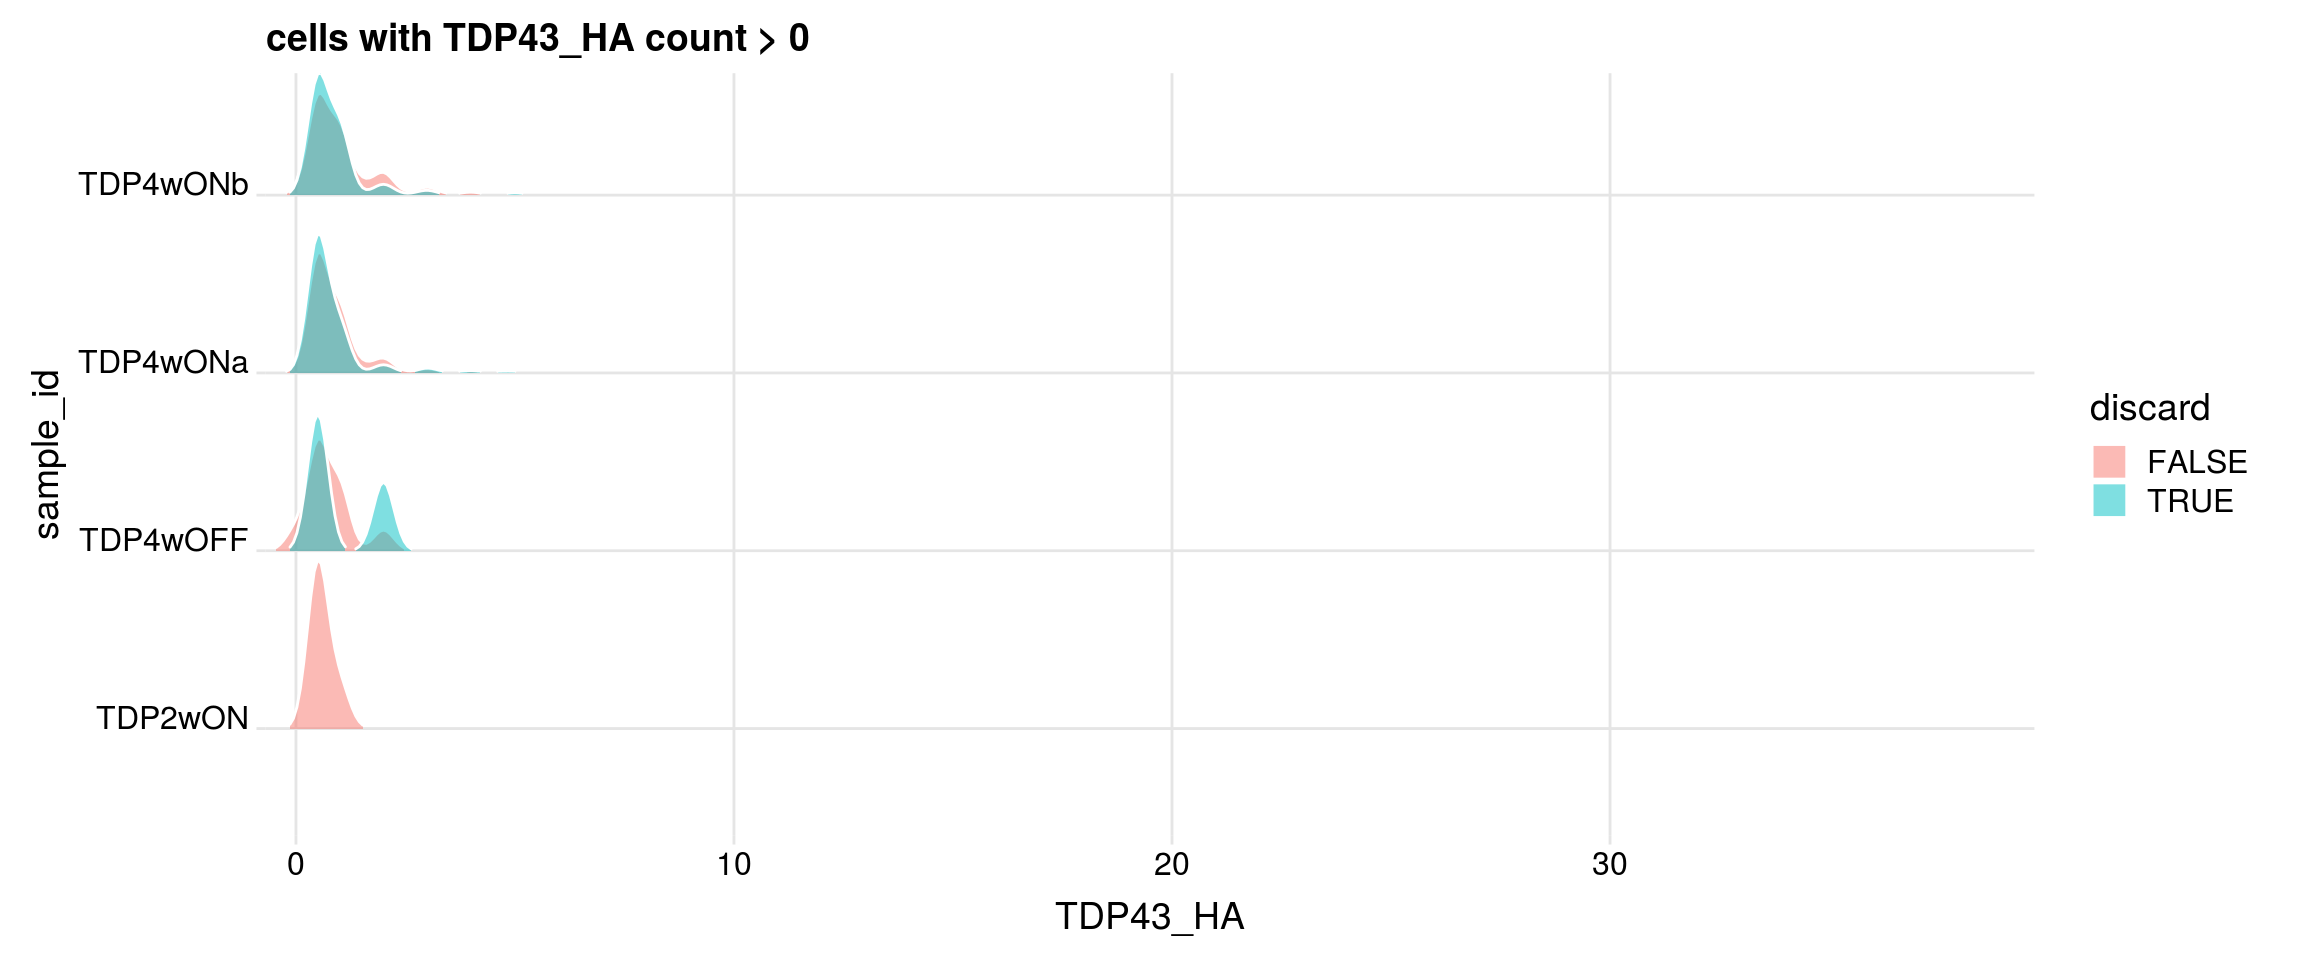 cells with TDP43_HA count > 0
TDP4wONb
TDP4wONa
TDP4wOFF
TDP2wON
sample_id
0 10 20 30
TDP43_HA
discard
FALSE
TRUE